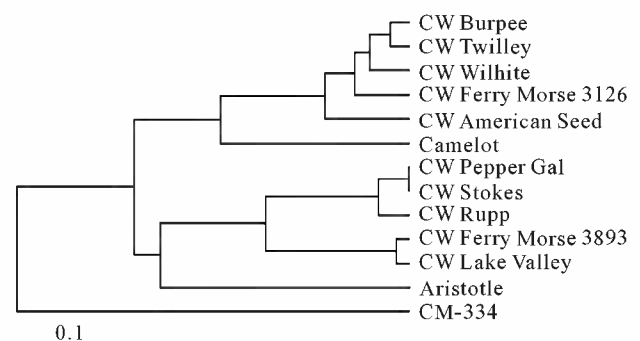 CW Burpee
CW Twilley
CW Wilhite
CW Ferry Morse 3126
CW American Seed
Camelot
CW Pepper Gal
CW Stokes
CW Rupp
CW Ferry Morse 3893
CW Lake Valley
Aristotle
CM-334
0.1